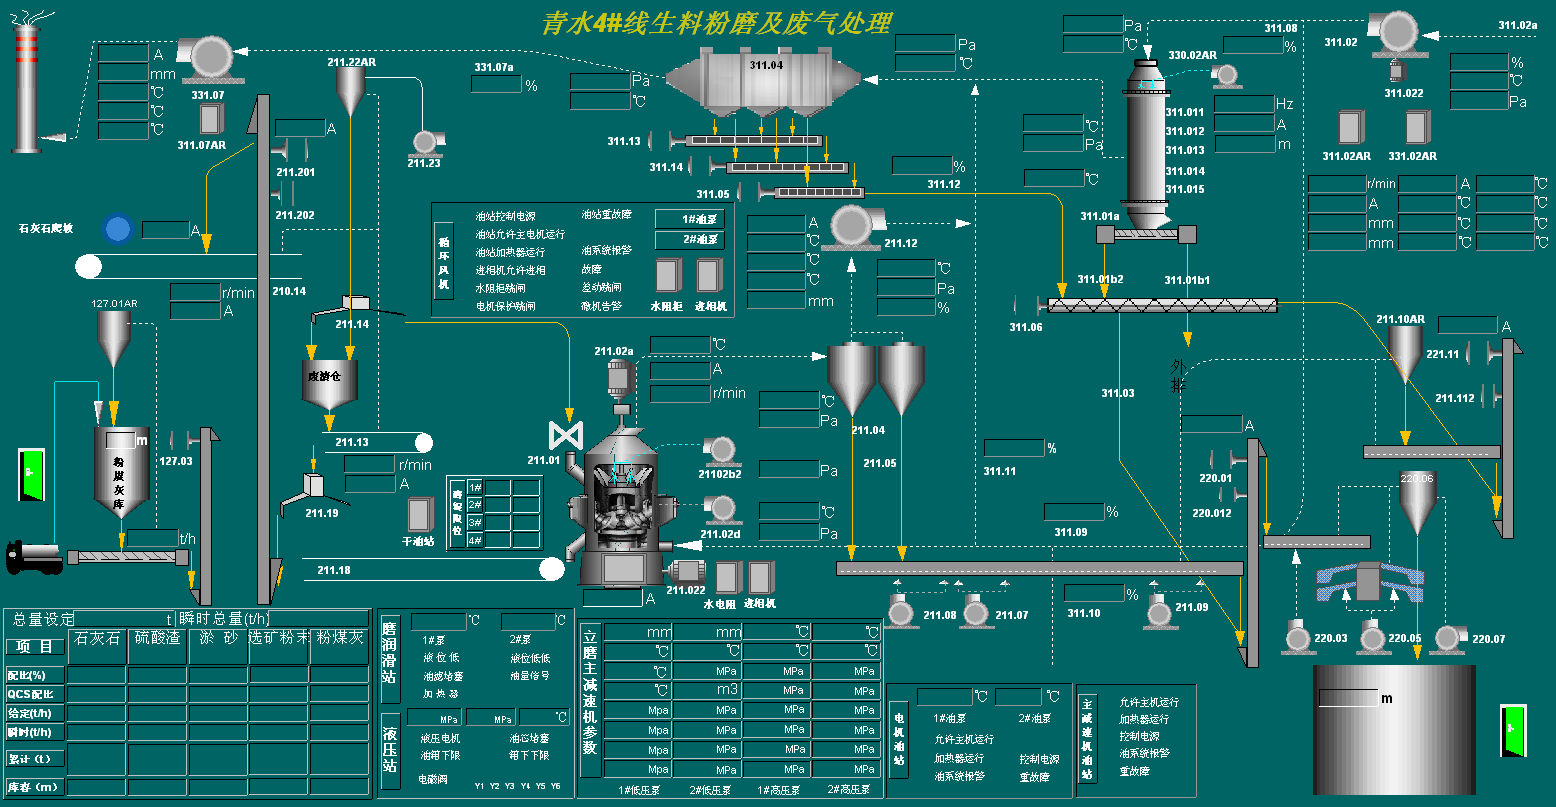 青水4#线生料粉磨及废气处理
311.02a
311.02
311.022
%
℃
Pa
311.02AR
331.02AR
Pa
℃
311.08
%
330.02AR
311.011
311.012
311.013
311.014
311.015
Hz
A
m
℃
Pa
℃
r/min A ℃
A ℃ ℃
mm ℃ ℃
mm ℃ ℃
A
mm
℃
℃
℃
331.07
311.07AR
211.22AR
331.07a
%
Pa
℃
311.04
Pa
℃
211.23
A
211.201
211.202
311.13
311.14
311.05
%
311.12
石灰石爬坡
A
r/min
A
210.14
油站控制电源
油站允许主电机运行
油站加热器运行
进相机允许进相
水阻柜跳闸
电机保护跳闸
油站重故障
油系统报警
故障
差动跳闸
微机告警
1#油泵
2#油泵
水阻柜
进相机
A
℃
℃
℃
mm
211.12
℃
Pa
%
311.01a
311.01b2
311.01b1
311.06
外
311.03
211.10AR
A
221.11
211.112
127.01AR
m
粉
煤
灰
库
127.03
t/h
211.14
废渣仓
211.13
r/min
A
211.19
211.18
干油站
1#
2#
3#
4#
211.02a
℃
A
r/min
211.01
21102b2
211.02d
211.022
A
水电阻
进相机
℃
Pa
Pa
℃
Pa
211.04
211.05
%
311.11
%
311.09
%
311.10
211.08
211.07
211.09
A
220.01
220.012
220.06
220.03
220.05
220.07
m
总量设定 t 瞬时总量(t/h)
项 目 石灰石 硫酸渣 淤 砂 选矿粉末 粉煤灰
配比(%)
QCS配比
给定(t/h)
瞬时(t/h)
累计（t）
库存（m）
磨润滑站
℃ ℃
1#泵 2#泵
液位低 液位低低
油滤堵塞 油量信号
加 热 器
液压站
MPa MPa ℃
液压电机 油芯堵塞
油箱下限 箱下下限
电磁阀
Y1 Y2 Y3 Y4 Y5 Y6
立磨主减速机参数
mm mm ℃ ℃
℃ ℃ ℃ ℃
℃ MPa MPa MPa
℃ m3 MPa MPa
Mpa MPa MPa MPa
Mpa MPa MPa MPa
Mpa MPa MPa MPa
Mpa Mpa MPa MPa
1#低压泵 2#低压泵 1#高压泵 2#高压泵
电机油站
℃ ℃
1#油泵 2#油泵
允许主机运行
加热器运行 控制电源
油系统报警 重故障
主减速机油站
允许主机运行
加热器运行
控制电源
油系统报警
重故障